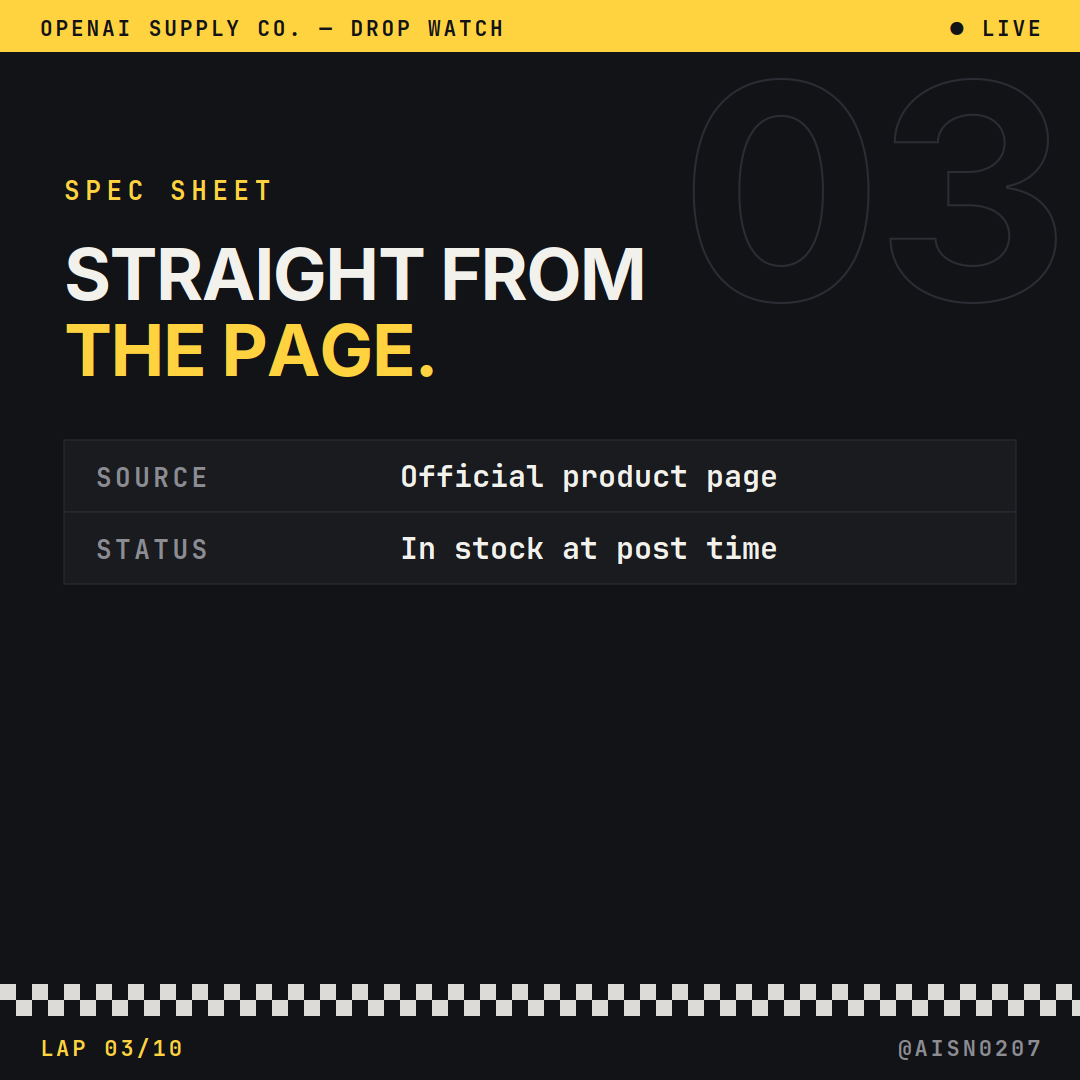 OPENAI SUPPLY CO. — DROP WATCH
● LIVE
03
SPEC SHEET
STRAIGHT FROM
THE PAGE.
SOURCE Official product page
STATUS In stock at post time
LAP 03/10
@AISN0207